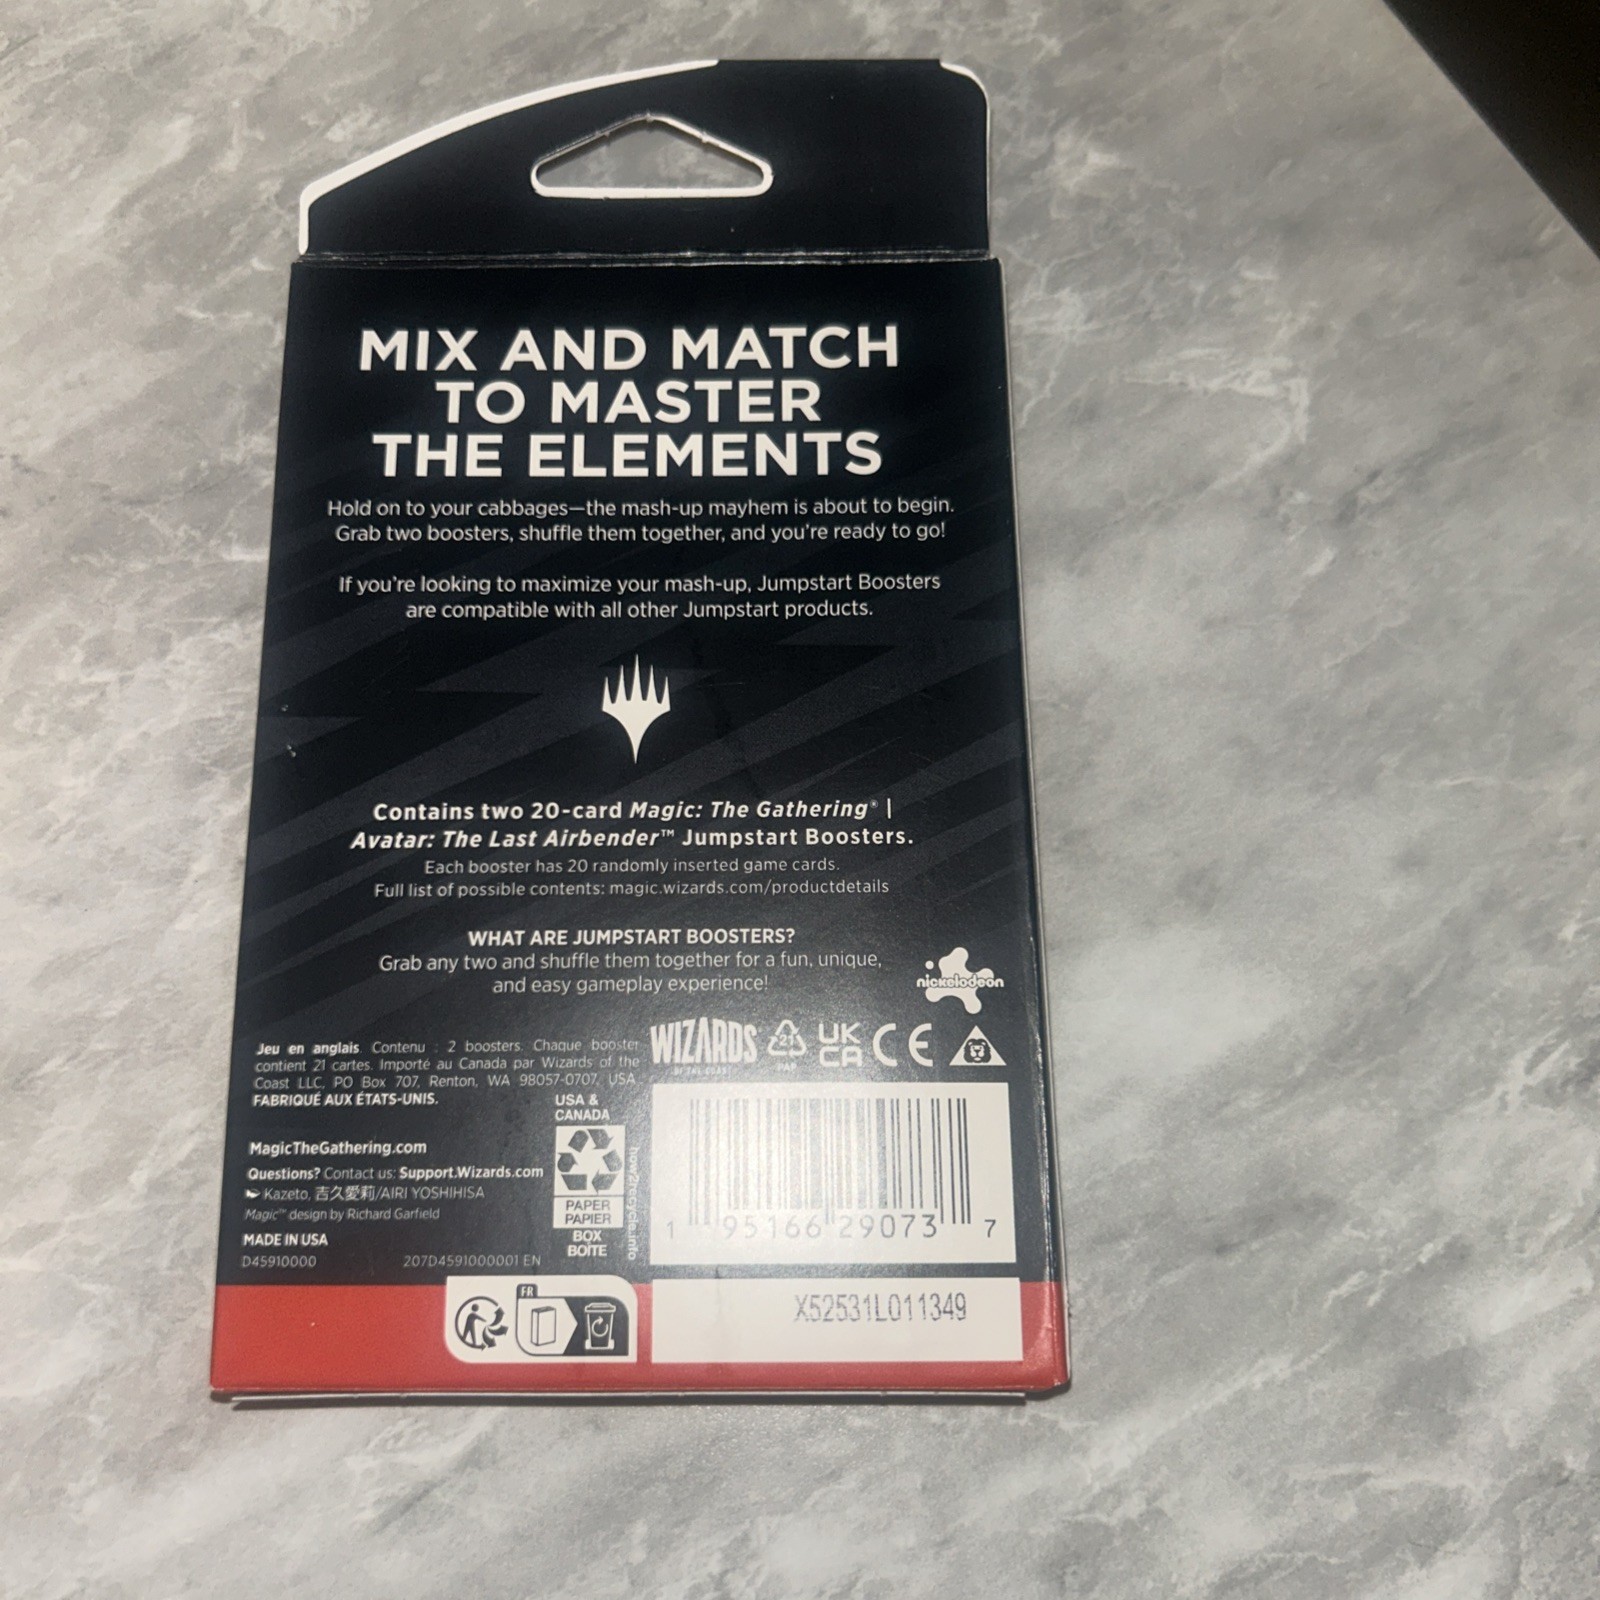 MIX AND MATCH
TO MASTER
THE ELEMENTS
Hold on to your cabbages—the mash-up mayhem is about to begin.
Grab two boosters, shuffle them together, and you're ready to go!
If you're looking to maximize your mash-up, Jumpstart Boosters
are compatible with all other Jumpstart products.
Contains two 20-card Magic: The Gathering® |
Avatar: The Last Airbender™ Jumpstart Boosters.
Each booster has 20 randomly inserted game cards.
Full list of possible contents: magic.wizards.com/productdetails
WHAT ARE JUMPSTART BOOSTERS?
Grab any two and shuffle them together for a fun, unique,
and easy gameplay experience!
nickelodeon
Jeu en anglais. Contenu : 2 boosters. Chaque booster
contient 21 cartes. Importé au Canada par Wizards of the
Coast LLC, PO Box 707, Renton, WA 98057-0707, USA.
FABRIQUÉ AUX ÉTATS-UNIS.
WIZARDS
OF THE COAST
21
PAP
UK
CA
CE
USA &
CANADA
PAPER
PAPIER
BOX
BOÎTE
how2recycle.info
MagicTheGathering.com
Questions? Contact us: Support.Wizards.com
Kazeto, 吉久愛莉/AIRI YOSHIHISA
Magic™ design by Richard Garfield
MADE IN USA
D45910000 207D4591000001 EN
1 95166 29073 7
FR
X52531L011349